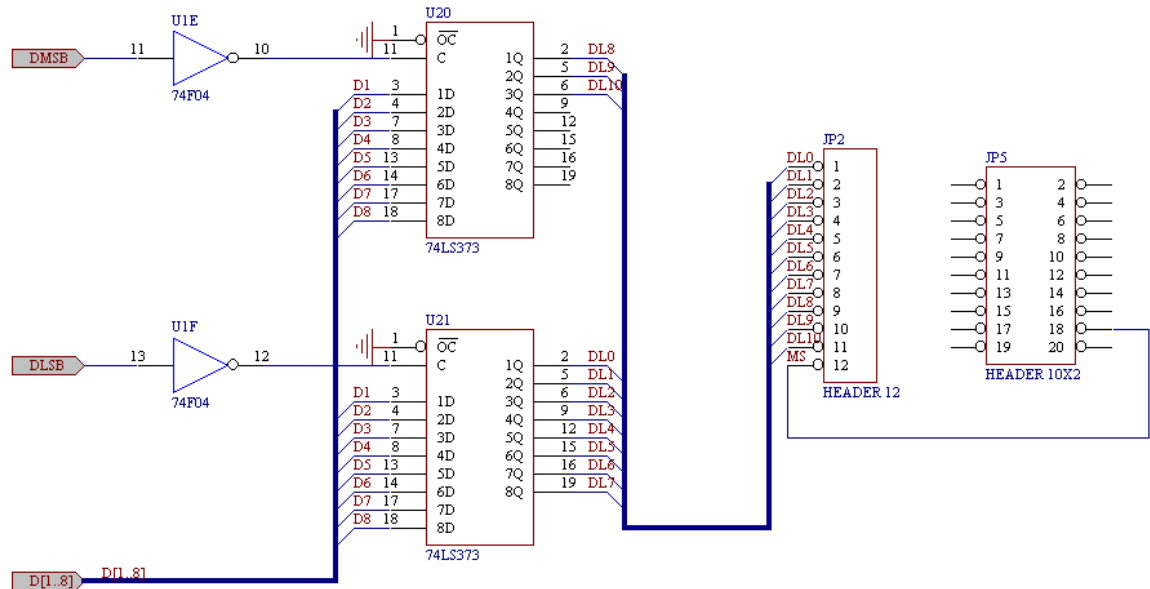 U1E
DMSB
11
10
74F04
U20
1
OC
11
C
D1 3 1D
D2 4 2D
D3 7 3D
D4 8 4D
D5 13 5D
D6 14 6D
D7 17 7D
D8 18 8D
1Q 2 DL8
2Q 5 DL9
3Q 6 DL10
4Q 9
5Q 12
6Q 15
7Q 16
8Q 19
74LS373
U1F
DLSB
13
12
74F04
U21
1
OC
11
C
D1 3 1D
D2 4 2D
D3 7 3D
D4 8 4D
D5 13 5D
D6 14 6D
D7 17 7D
D8 18 8D
1Q 2 DL0
2Q 5 DL1
3Q 6 DL2
4Q 9 DL3
5Q 12 DL4
6Q 15 DL5
7Q 16 DL6
8Q 19 DL7
74LS373
D[1..8]
D[1..8]
JP2
DL0 1
DL1 2
DL2 3
DL3 4
DL4 5
DL5 6
DL6 7
DL7 8
DL8 9
DL9 10
DL10 11
MS 12
HEADER 12
JP5
1 2
3 4
5 6
7 8
9 10
11 12
13 14
15 16
17 18
19 20
HEADER 10X2